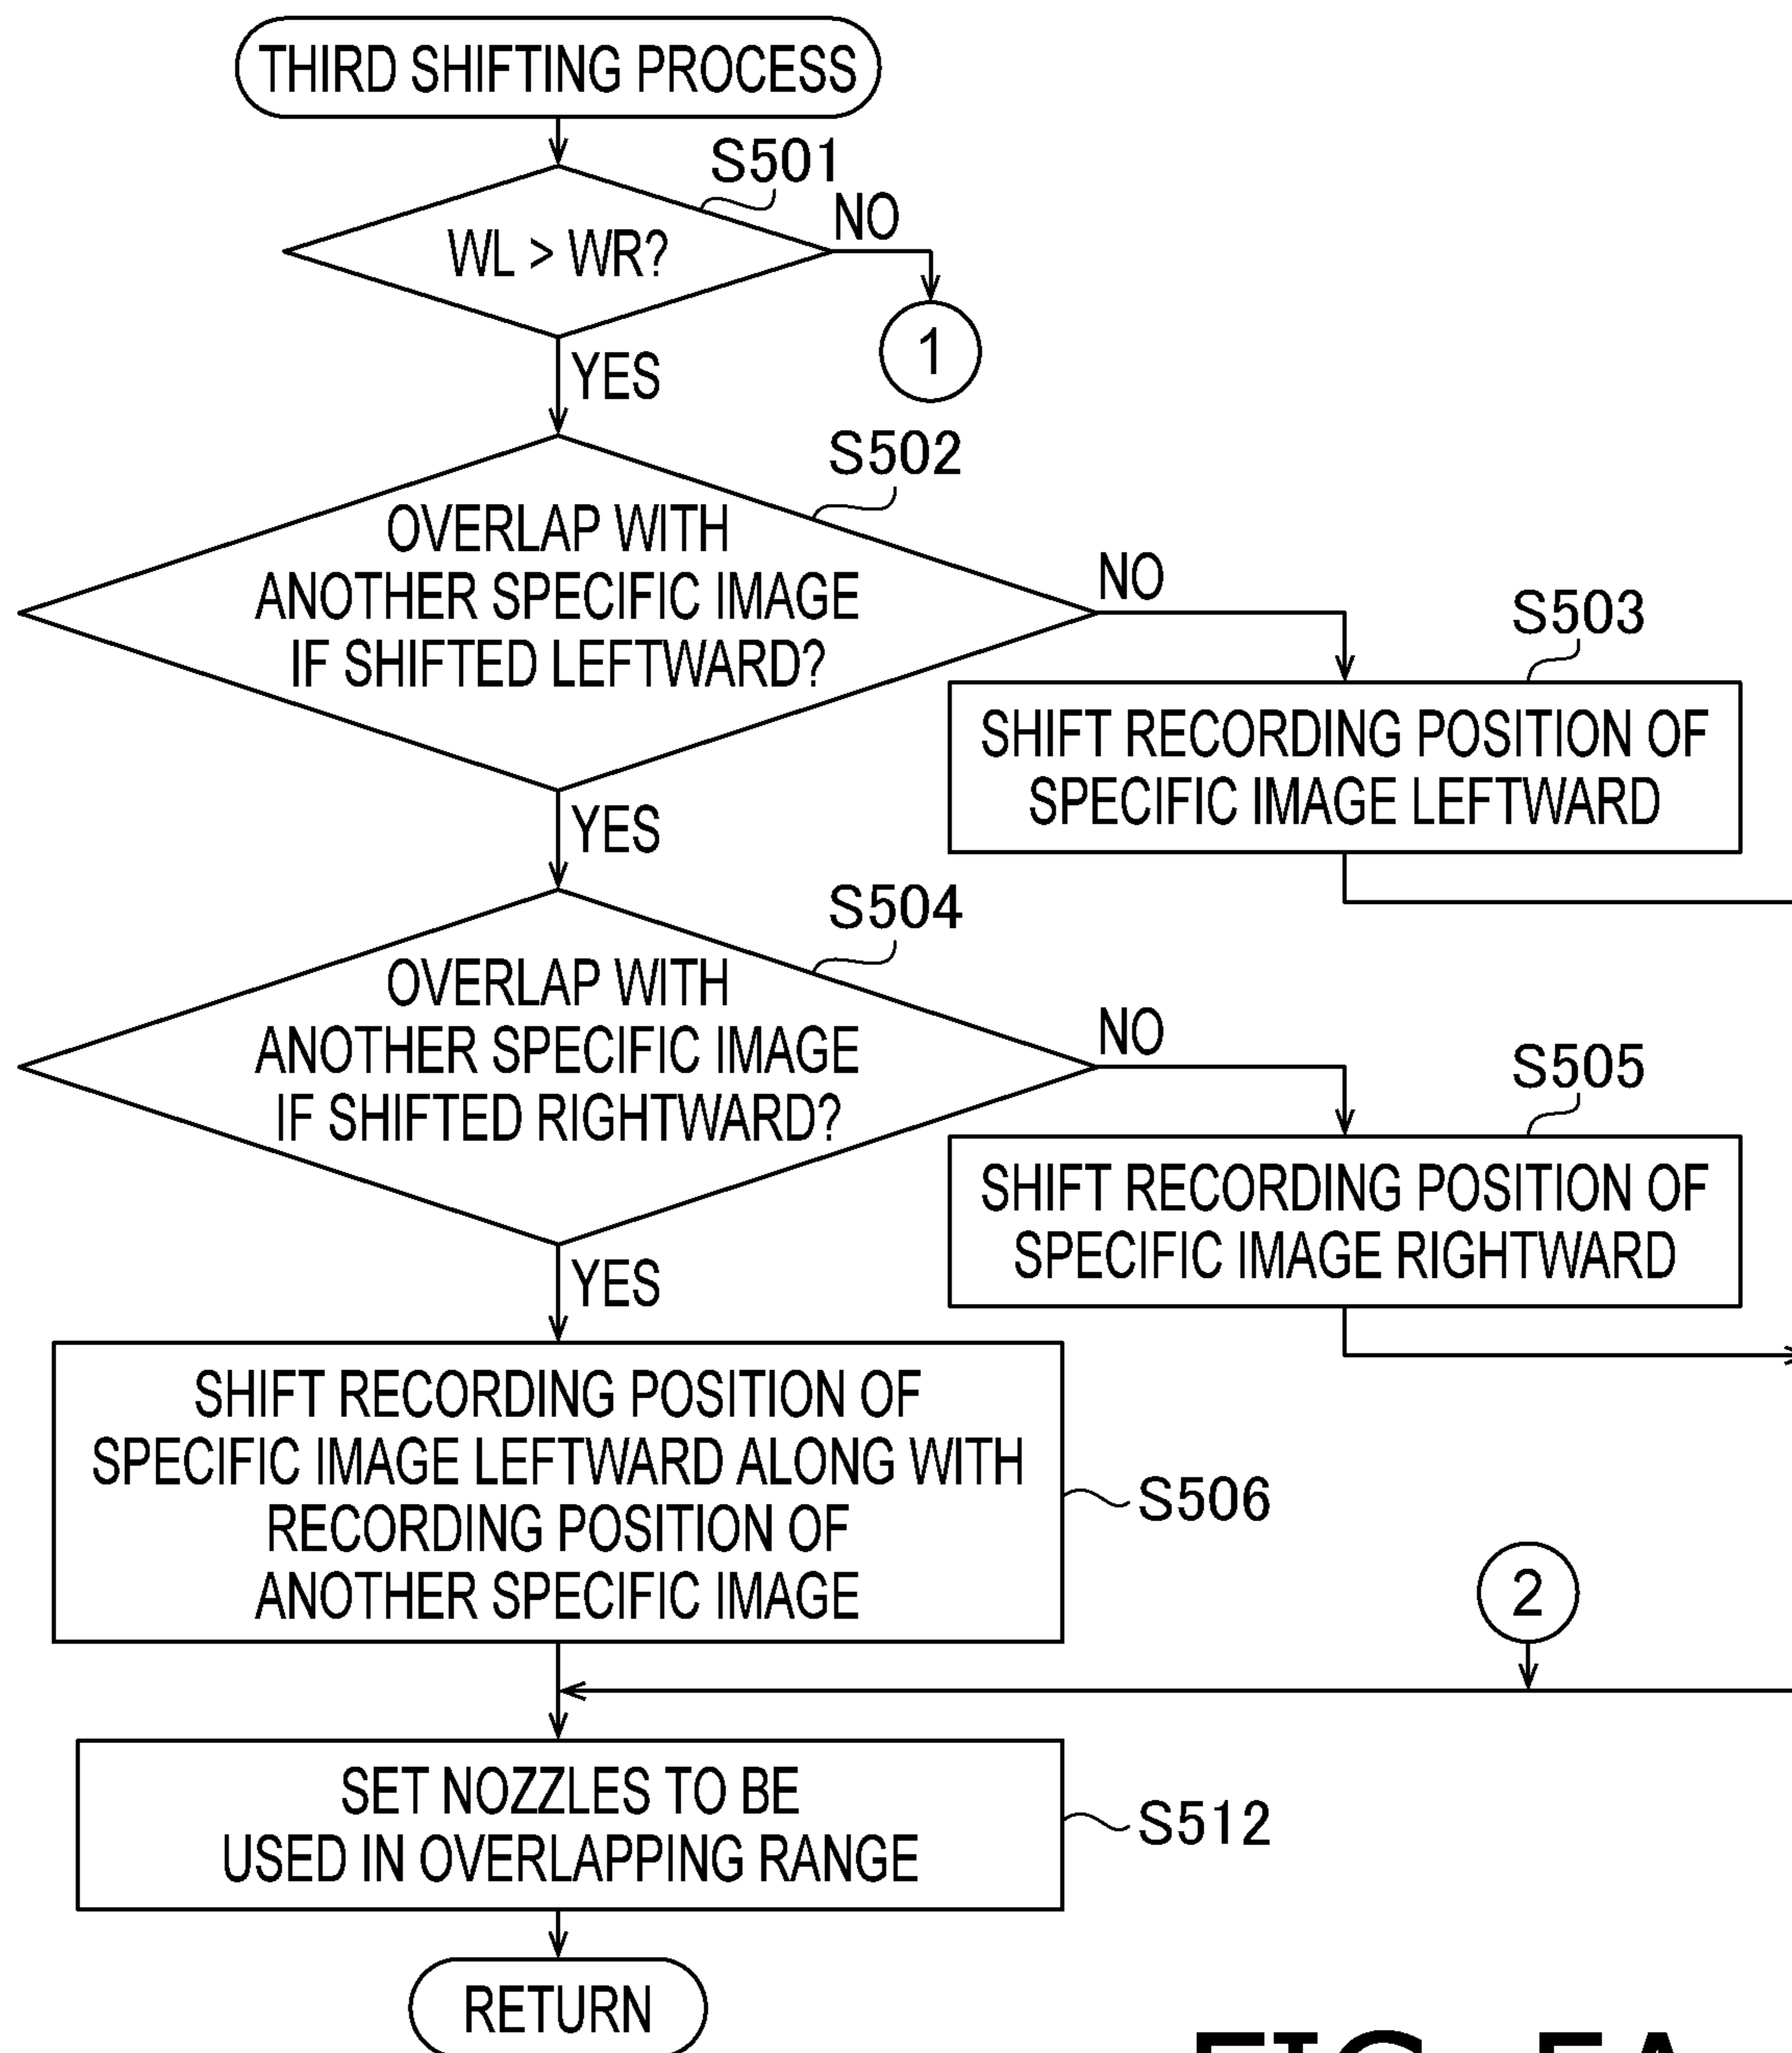 THIRD SHIFTING PROCESS
S501
WL > WR?
NO
1
YES
S502
OVERLAP WITH
ANOTHER SPECIFIC IMAGE
IF SHIFTED LEFTWARD?
NO
S503
SHIFT RECORDING POSITION OF
SPECIFIC IMAGE LEFTWARD
YES
S504
OVERLAP WITH
ANOTHER SPECIFIC IMAGE
IF SHIFTED RIGHTWARD?
NO
S505
SHIFT RECORDING POSITION OF
SPECIFIC IMAGE RIGHTWARD
YES
SHIFT RECORDING POSITION OF
SPECIFIC IMAGE LEFTWARD ALONG WITH
RECORDING POSITION OF
ANOTHER SPECIFIC IMAGE
S506
2
SET NOZZLES TO BE
USED IN OVERLAPPING RANGE
S512
RETURN